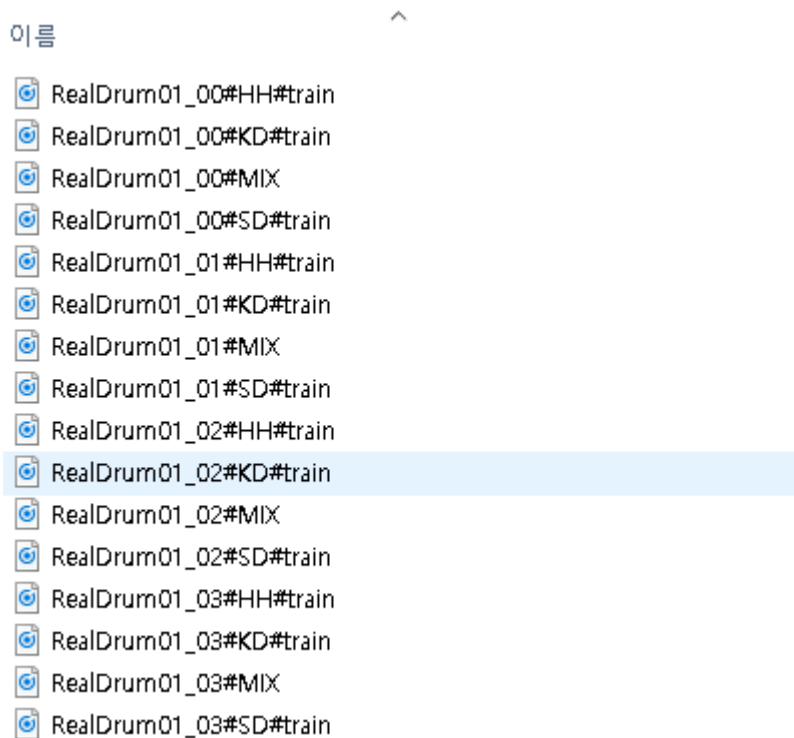 이름
RealDrum01_00#HH#train
RealDrum01_00#KD#train
RealDrum01_00#MIX
RealDrum01_00#SD#train
RealDrum01_01#HH#train
RealDrum01_01#KD#train
RealDrum01_01#MIX
RealDrum01_01#SD#train
RealDrum01_02#HH#train
RealDrum01_02#KD#train
RealDrum01_02#MIX
RealDrum01_02#SD#train
RealDrum01_03#HH#train
RealDrum01_03#KD#train
RealDrum01_03#MIX
RealDrum01_03#SD#train